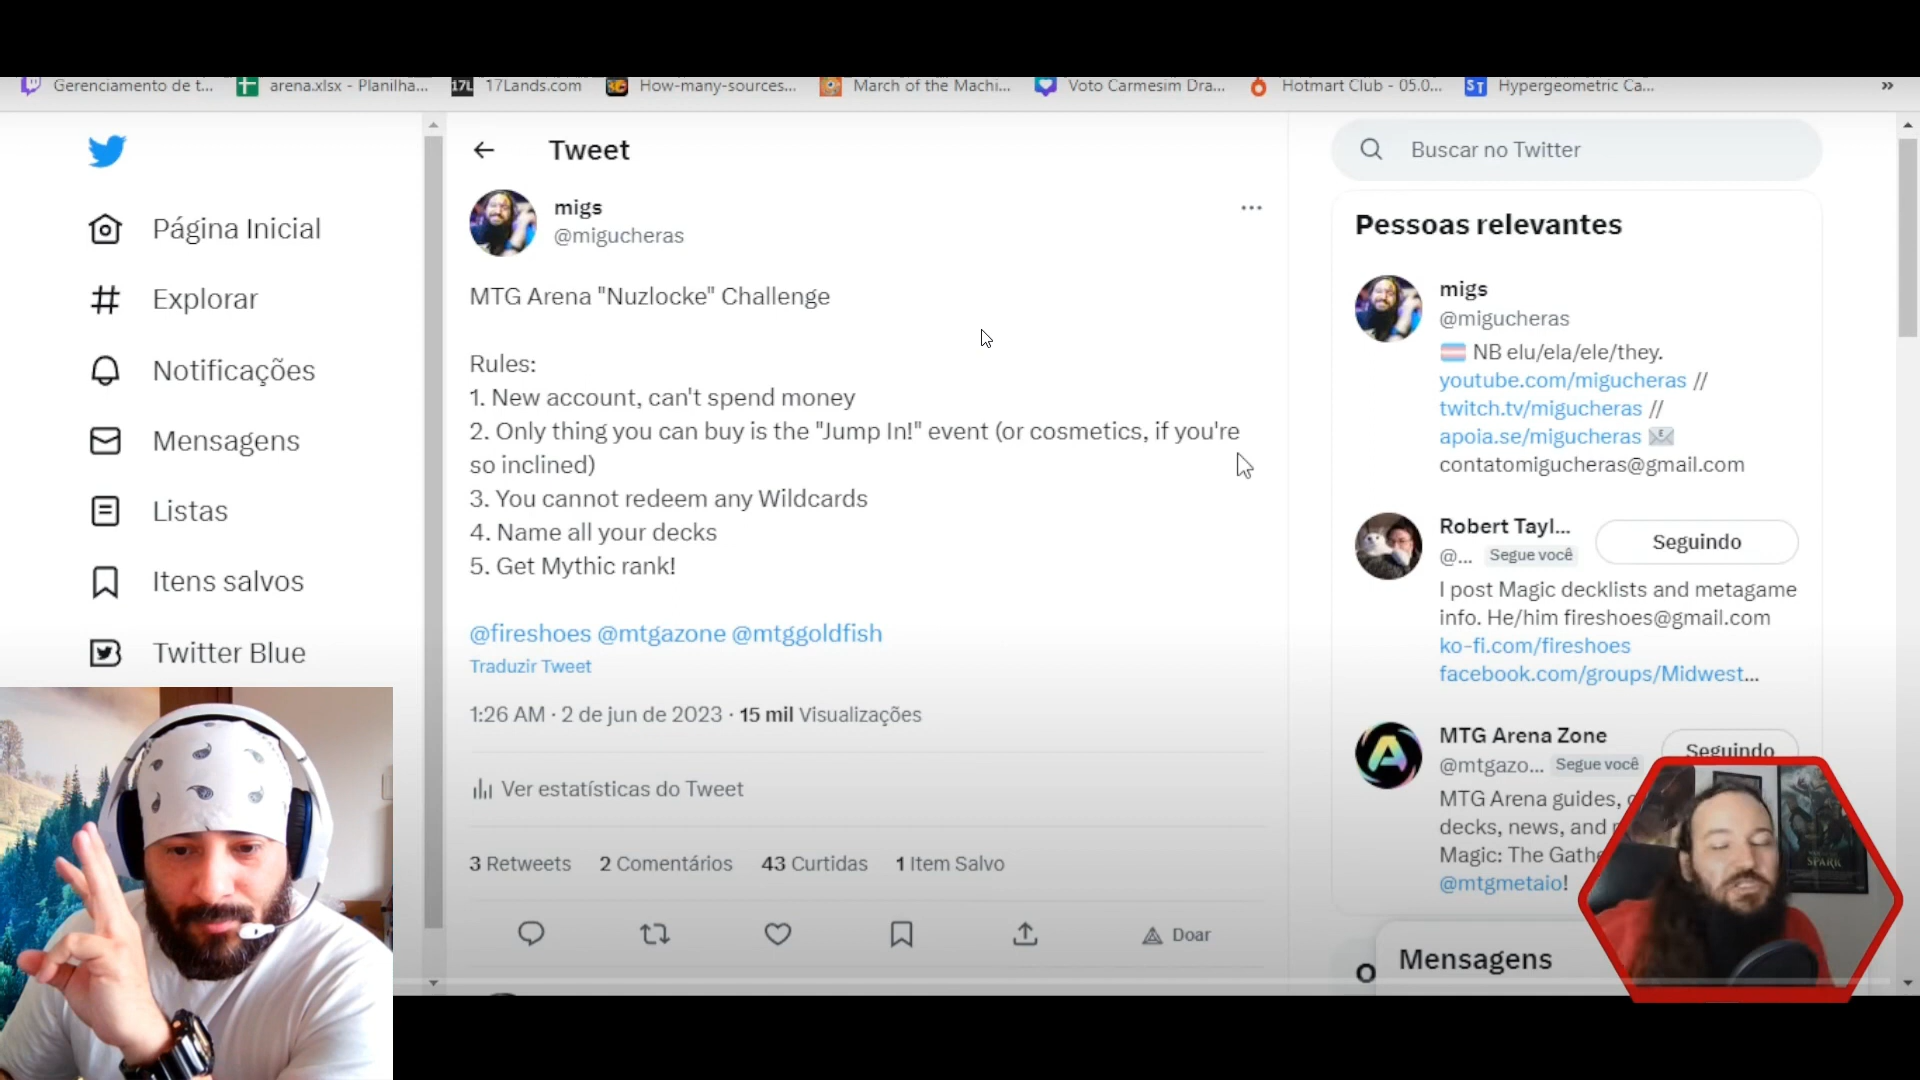 Gerenciamento de t...
arena.xlsx - Planilha...
17L
17Lands.com
How-many-sources...
March of the Machi...
Voto Carmesim Dra...
Hotmart Club - 05.0...
ST
Hypergeometric Ca...
»
Página Inicial
Explorar
Notificações
Mensagens
Listas
Itens salvos
Twitter Blue
Tweet
migs
@migucheras
MTG Arena "Nuzlocke" Challenge
Rules:
1. New account, can't spend money
2. Only thing you can buy is the "Jump In!" event (or cosmetics, if you're
so inclined)
3. You cannot redeem any Wildcards
4. Name all your decks
5. Get Mythic rank!
@fireshoes @mtgazone @mtggoldfish
Traduzir Tweet
1:26 AM · 2 de jun de 2023 · 15 mil Visualizações
Ver estatísticas do Tweet
3 Retweets 2 Comentários 43 Curtidas 1 Item Salvo
Doar
Buscar no Twitter
Pessoas relevantes
migs
@migucheras
NB elu/ela/ele/they.
youtube.com/migucheras //
twitch.tv/migucheras //
apoia.se/migucheras
contatomigucheras@gmail.com
Robert Tayl...
Seguindo
@... Segue você
I post Magic decklists and metagame
info. He/him fireshoes@gmail.com
ko-fi.com/fireshoes
facebook.com/groups/Midwest...
MTG Arena Zone
Seguindo
@mtgazo... Segue você
MTG Arena guides,
decks, news, and
Magic: The Gathe
@mtgmetaio!
Mensagens
SPARK